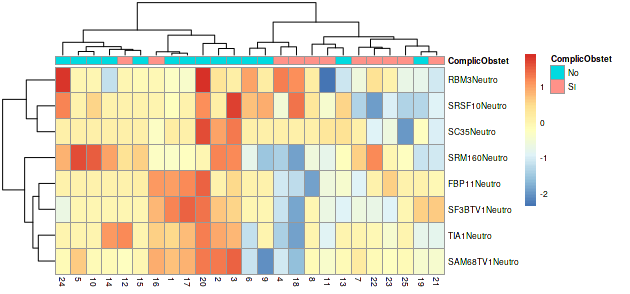 ComplicObstet
RBM3Neutro
SRSF10Neutro
SC35Neutro
SRM160Neutro
FBP11Neutro
SF3BTV1Neutro
TIA1Neutro
SAM68TV1Neutro
24 5 10 14 12 15 16 1 17 20 2 3 6 9 4 18 8 11 13 7 22 23 25 19 21
1
0
-1
-2
ComplicObstet
No
SI